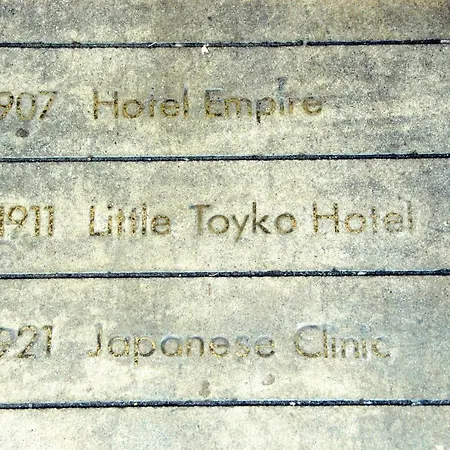 907 Hotel Empire
1911 Little Toyko Hotel
921 Japanese Clinic